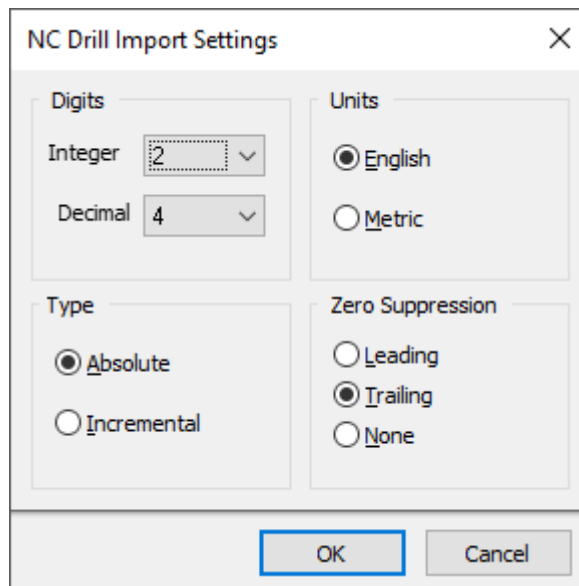 NC Drill Import Settings
Digits
Integer 2
Decimal 4
Units
English
Metric
Type
Absolute
Incremental
Zero Suppression
Leading
Trailing
None
OK Cancel